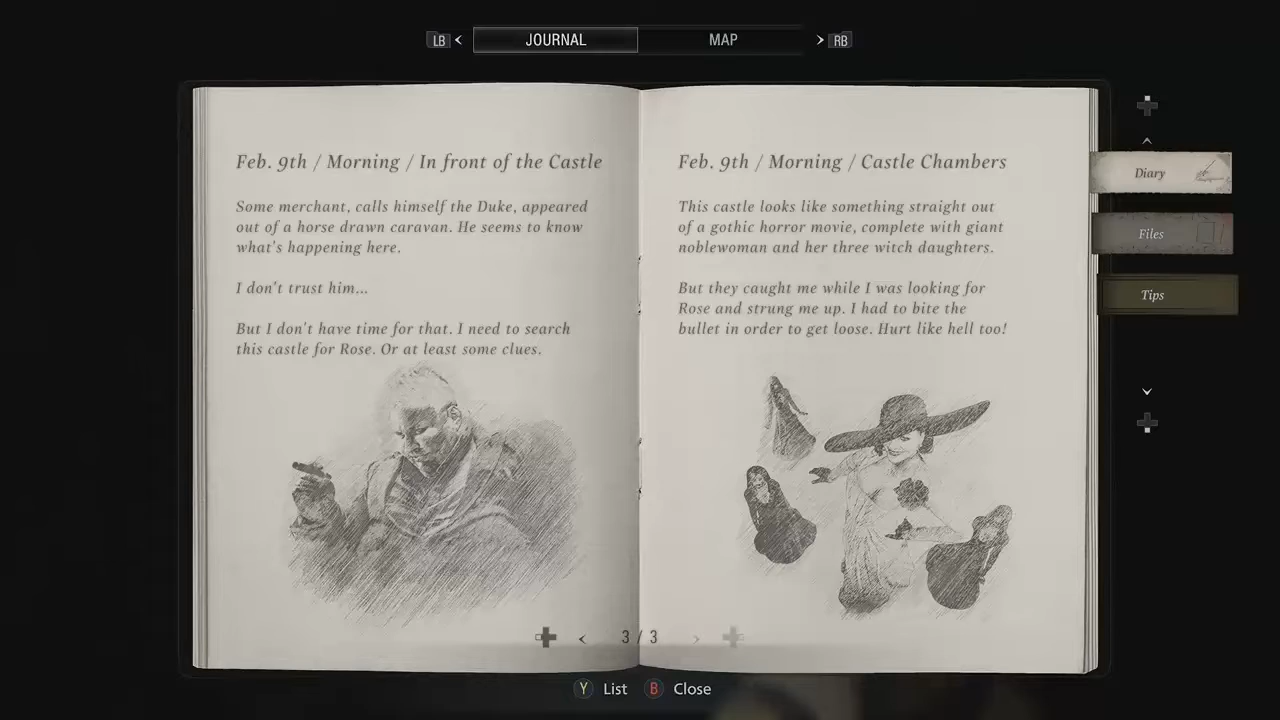 LB JOURNAL MAP RB
Feb. 9th / Morning / In front of the Castle
Some merchant, calls himself the Duke, appeared
out of a horse drawn caravan. He seems to know
what's happening here.
I don't trust him...
But I don't have time for that. I need to search
this castle for Rose. Or at least some clues.
Feb. 9th / Morning / Castle Chambers
This castle looks like something straight out
of a gothic horror movie, complete with giant
noblewoman and her three witch daughters.
But they caught me while I was looking for
Rose and strung me up. I had to bite the
bullet in order to get loose. Hurt like hell too!
Diary
Files
Tips
3 / 3
Y List B Close